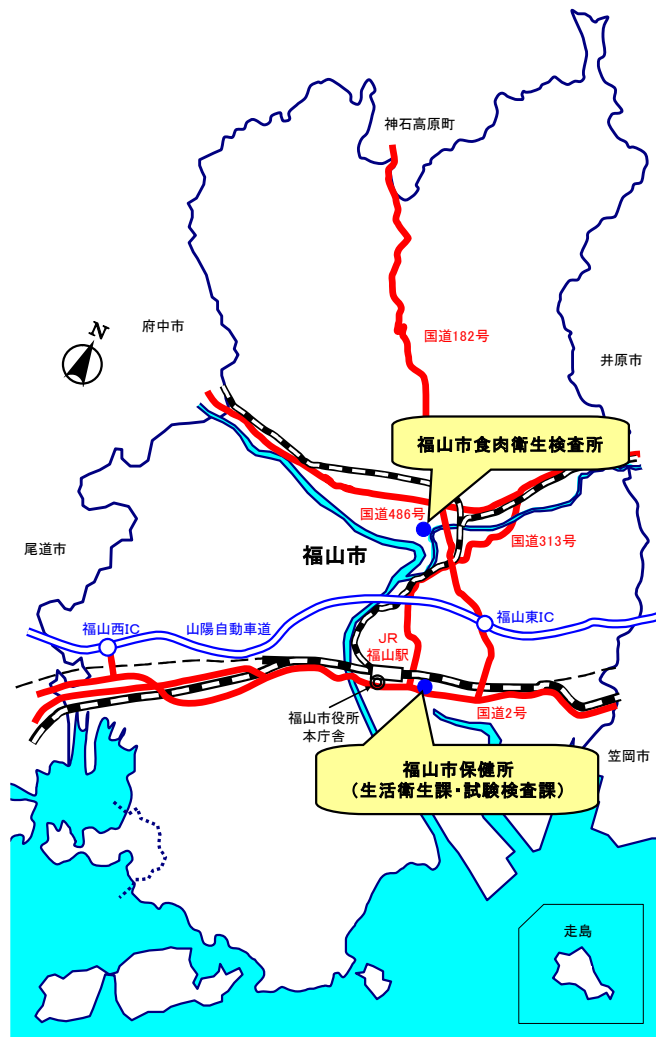 神石高原町
N
府中市
国道182号
井原市
福山市食肉衛生検査所
国道486号
尾道市
福山市
国道313号
福山西IC
山陽自動車道
福山東IC
JR
福山駅
福山市役所
本庁舎
国道2号
笠岡市
福山市保健所
(生活衛生課・試験検査課)
走島